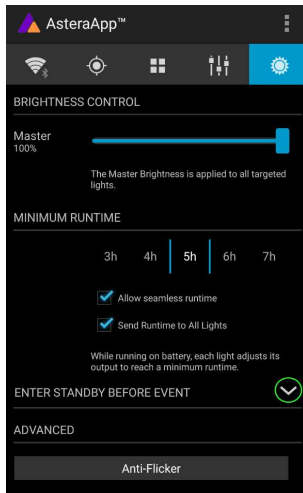 AsteraApp™
BRIGHTNESS CONTROL
Master
100%
The Master Brightness is applied to all targeted
lights.
MINIMUM RUNTIME
3h 4h 5h 6h 7h
Allow seamless runtime
Send Runtime to All Lights
While running on battery, each light adjusts its
output to reach a minimum runtime.
ENTER STANDBY BEFORE EVENT
ADVANCED
Anti-Flicker